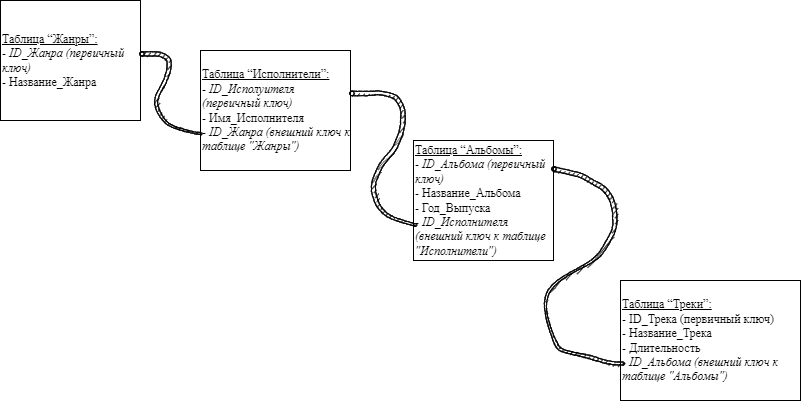 Таблица “Жанры”:
- ID_Жанра (первичный
ключ)
- Название_Жанра
Таблица “Исполнители”:
- ID_Исполуителя
(первичный ключ)
- Имя_Исполнителя
- ID_Жанра (внешний ключ к
таблице "Жанры")
Таблица “Альбомы”:
- ID_Альбома (первичный
ключ)
- Название_Альбома
- Год_Выпуска
- ID_Исполнителя
(внешний ключ к таблице
"Исполнители")
Таблица “Треки”:
- ID_Трека (первичный ключ)
- Название_Трека
- Длительность
- ID_Альбома (внешний ключ к
таблице "Альбомы")